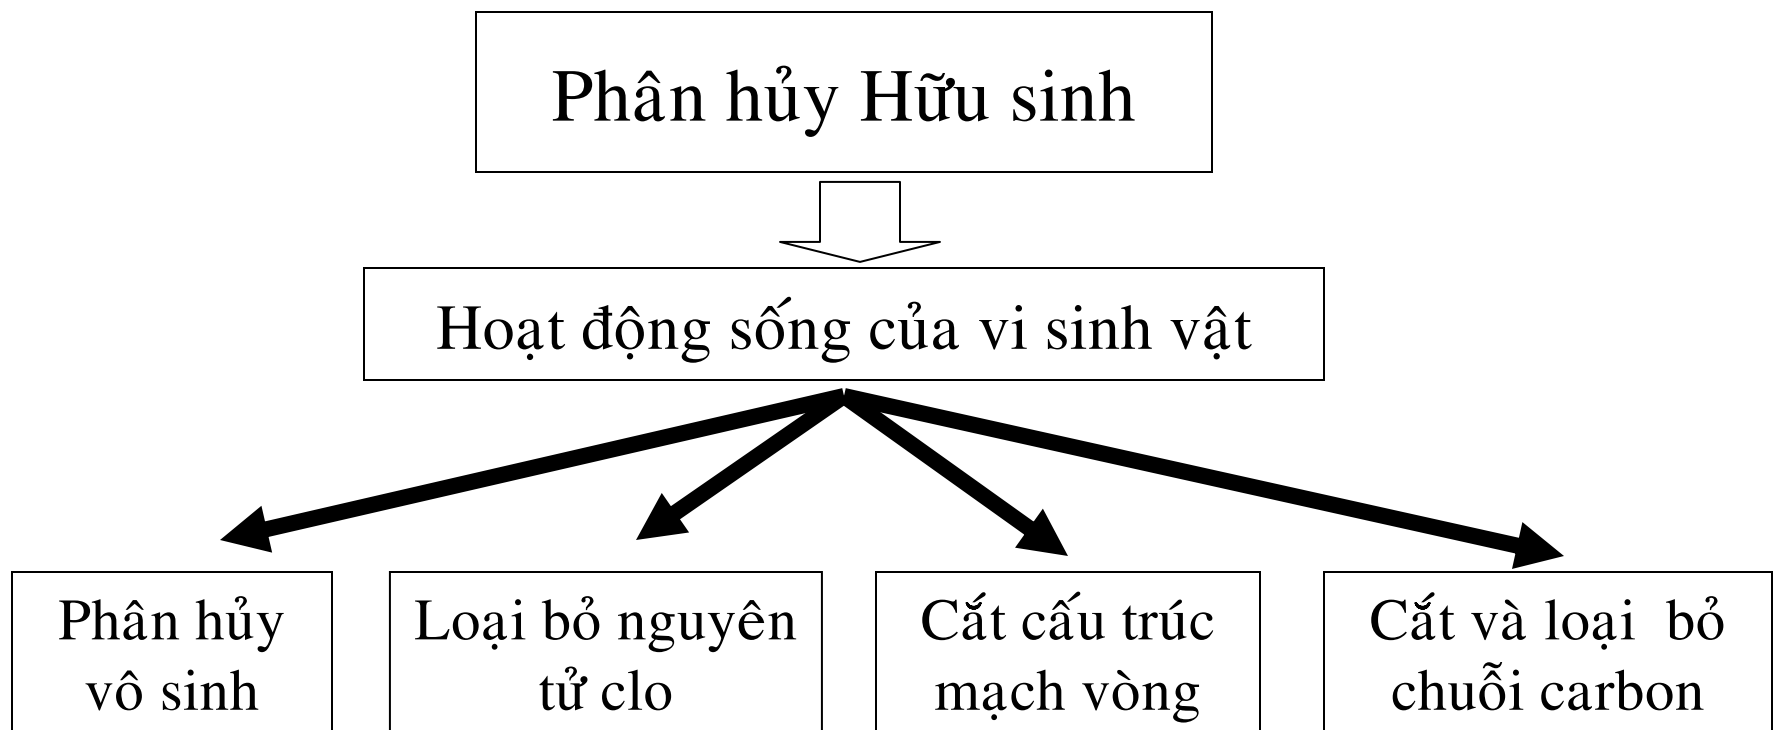 Phân hủy Hữu sinh
Hoạt động sống của vi sinh vật
Phân hủy
vô sinh
Loại bỏ nguyên
tử clo
Cắt cấu trúc
mạch vòng
Cắt và loại bỏ
chuỗi carbon